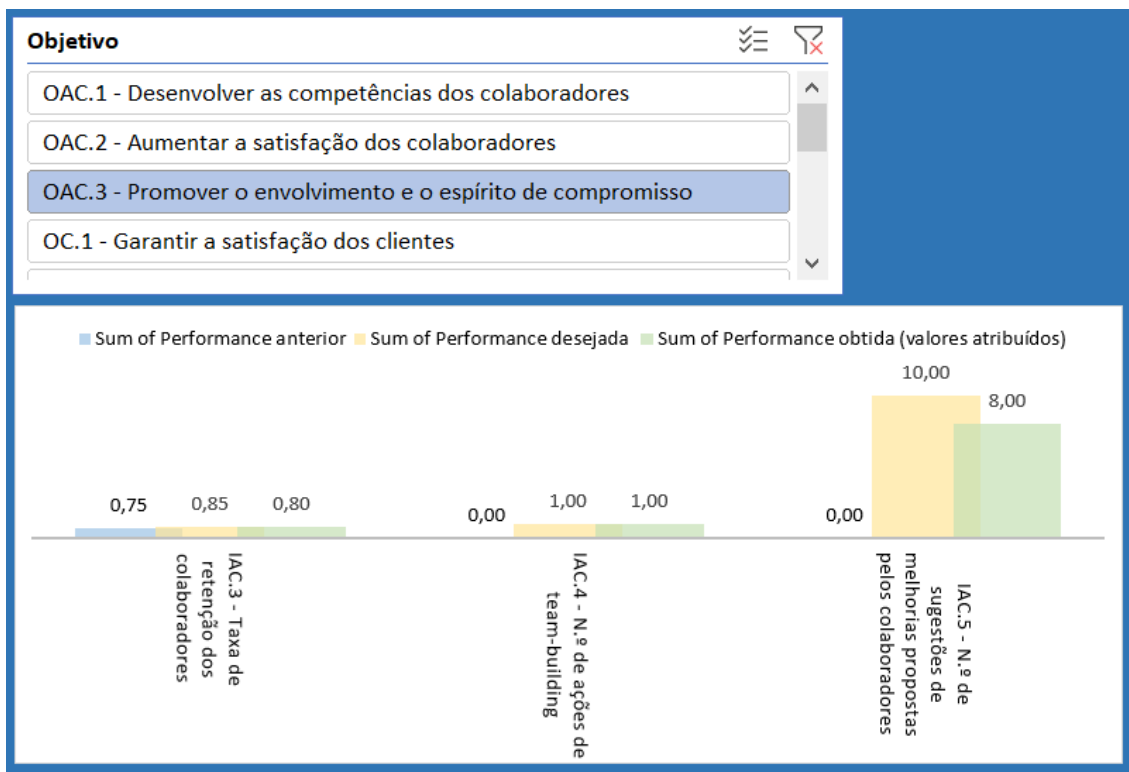 Objetivo
OAC.1 - Desenvolver as competências dos colaboradores
OAC.2 - Aumentar a satisfação dos colaboradores
OAC.3 - Promover o envolvimento e o espírito de compromisso
OC.1 - Garantir a satisfação dos clientes
Sum of Performance anterior
Sum of Performance desejada
Sum of Performance obtida (valores atribuídos)
0,75
0,85
0,80
0,00
1,00
1,00
0,00
10,00
8,00
IAC.3 - Taxa de
retenção dos
colaboradores
IAC.4 - N.º de ações de
team-building
IAC.5 - N.º de
sugestões de
melhorias propostas
pelos colaboradores